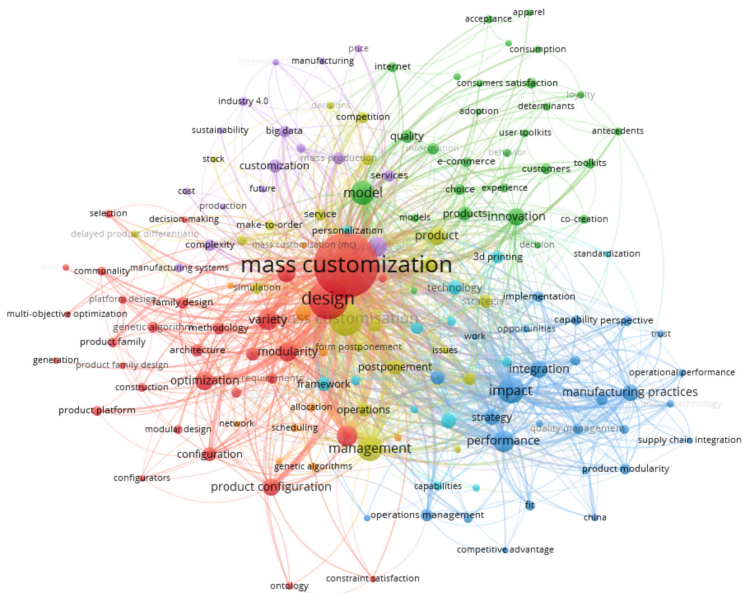 apparel
acceptance
price
consumption
manufacturing
internet
consumers satisfaction
loyalty
industry 4.0
decisions
competition
adoption
determinants
sustainability
big data
quality
user toolkits
antecedents
stock
mass production
e-commerce
behavior
customization
services
customers
toolkits
cost
future
model
choice
experience
production
models
products
innovation
co-creation
selection
decision-making
service
make-to-order
personalization
product
delayed product differentiatio
complexity
mass customization (mc)
decision
standardization
3d printing
mass customization
commonality
manufacturing systems
simulation
technology
implementation
platform design
family design
design
strategies
multi-objective optimization
variety
mass customisation
capability perspective
genetic algorithm
methodology
opportunities
trust
product family
form postponement
work
architecture
modularity
issues
generation
product family design
postponement
integration
operational performance
construction
optimization
requirements
framework
impact
manufacturing practices
technology
product platform
allocation
operations
strategy
modular design
network
scheduling
quality management
performance
supply chain integration
configuration
management
genetic algorithms
product modularity
configurators
product configuration
capabilities
fit
operations management
china
competitive advantage
constraint satisfaction
ontology